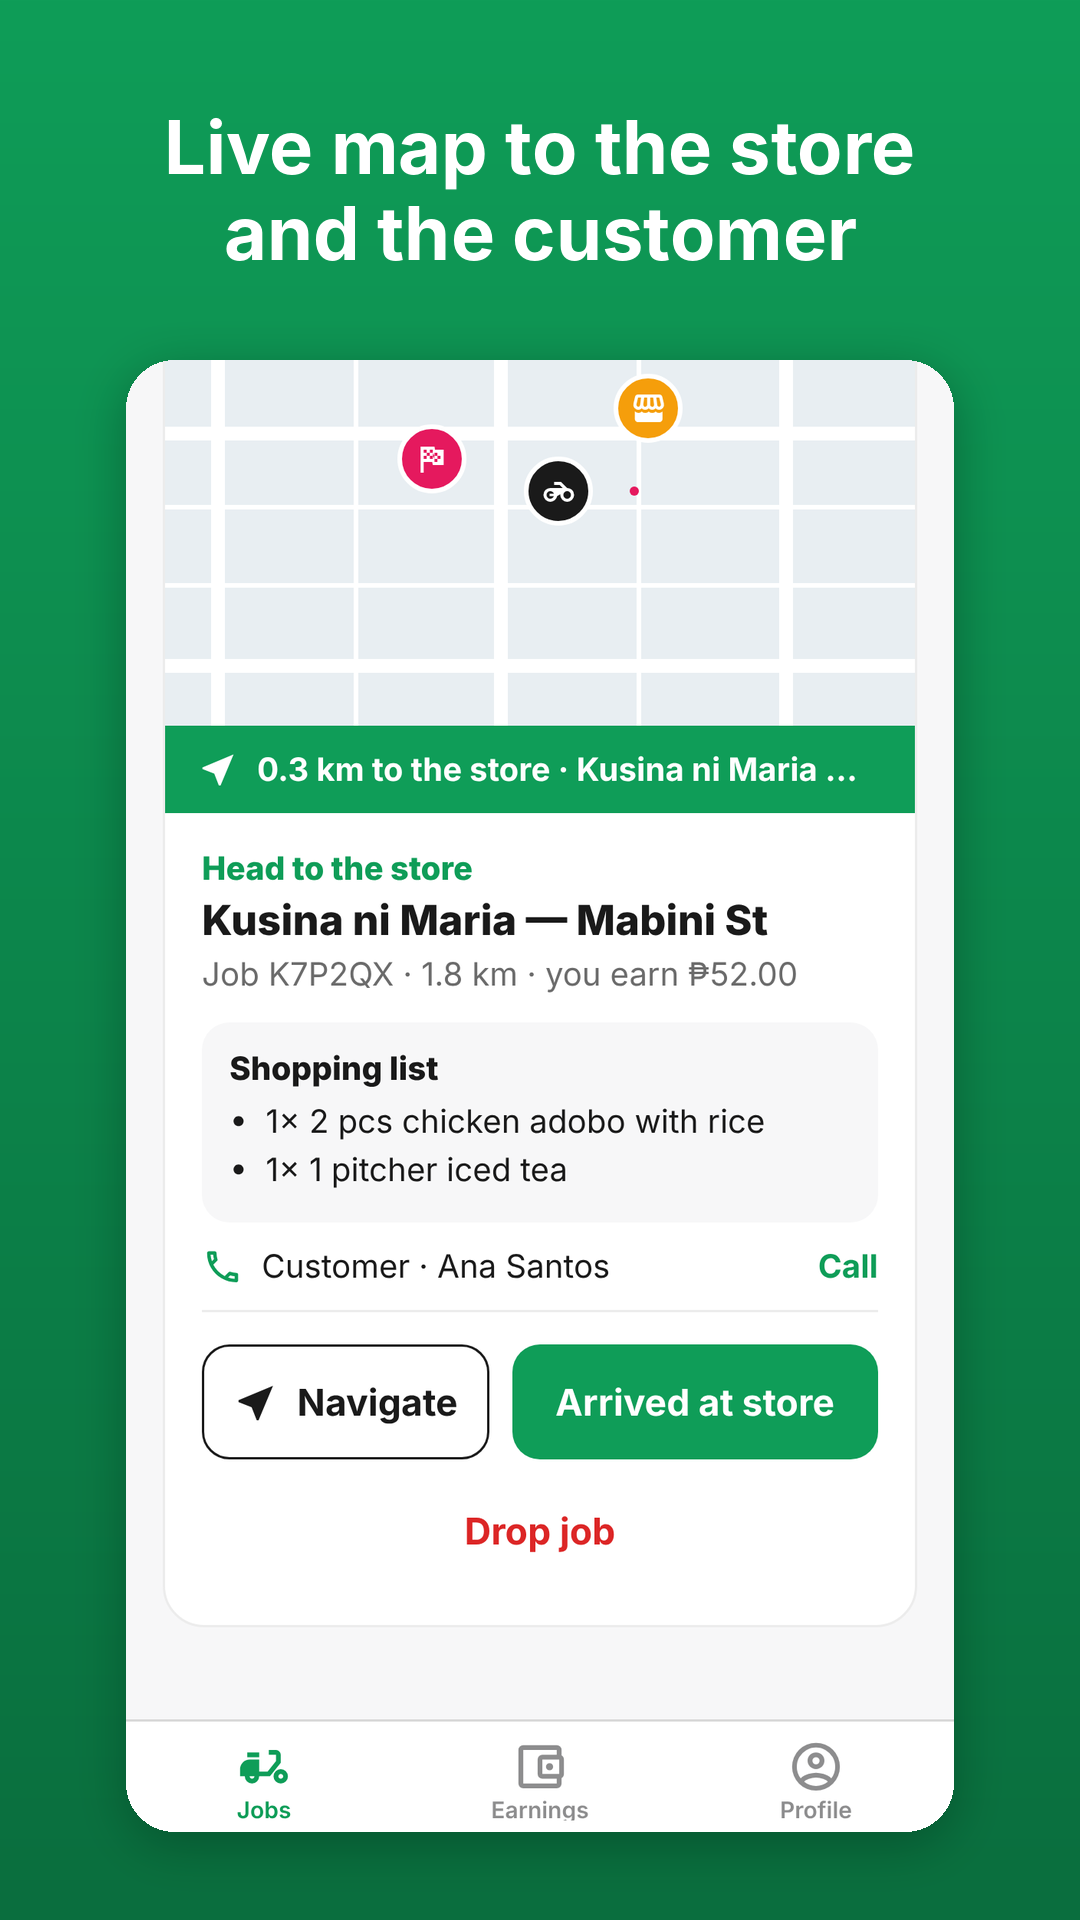 Live map to the store
and the customer
0.3 km to the store · Kusina ni Maria ...
Head to the store
Kusina ni Maria — Mabini St
Job K7P2QX · 1.8 km · you earn ₱52.00
Shopping list
• 1× 2 pcs chicken adobo with rice
• 1× 1 pitcher iced tea
Customer · Ana Santos
Call
Navigate
Arrived at store
Drop job
Jobs
Earnings
Profile